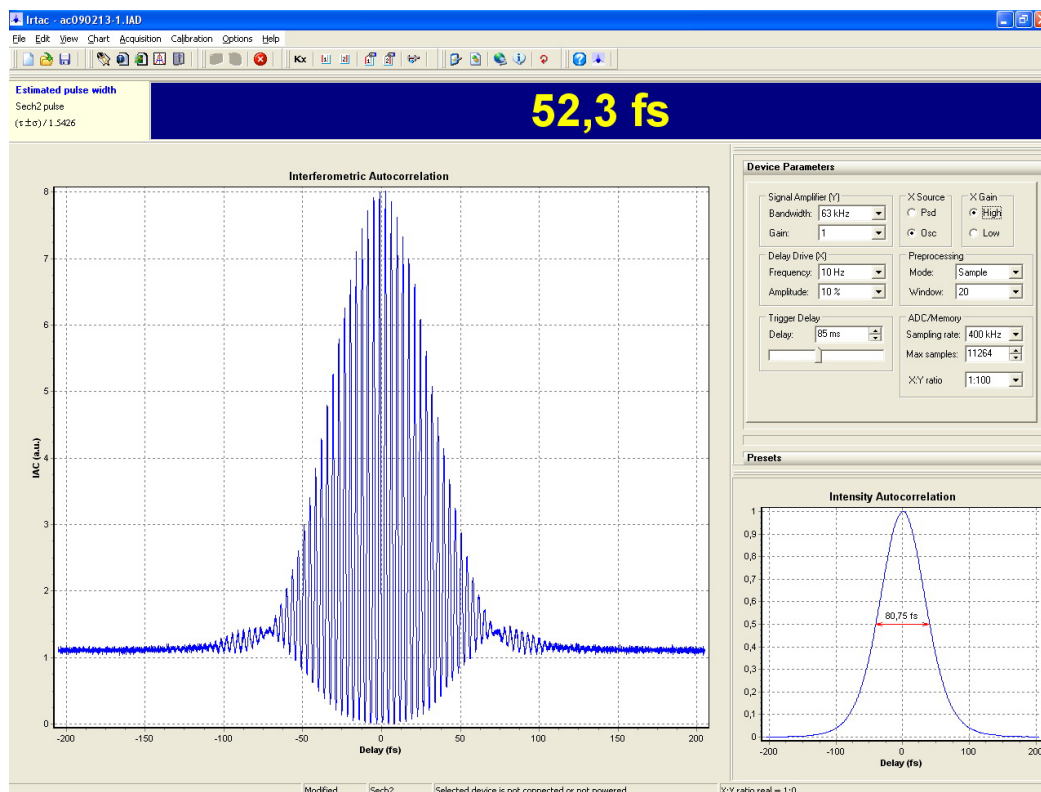 Irtac - ac090213-1.IAD
File Edit View Chart Acquisition Calibration Options Help
Kx
Estimated pulse width
Sech2 pulse
(τ±σ)/1.5426
52,3 fs
Interferometric Autocorrelation
8
7
6
5
4
3
2
1
0
IAC (a.u.)
-200 -150 -100 -50 0 50 100 150 200
Delay (fs)
Device Parameters
Signal Amplifier (Y)
Bandwidth: 63 kHz
Gain: 1
X Source
Psd
Osc
X Gain
High
Low
Delay Drive (X)
Frequency: 10 Hz
Amplitude: 10 %
Preprocessing
Mode: Sample
Window: 20
Trigger Delay
Delay: 85 ms
ADC/Memory
Sampling rate: 400 kHz
Max samples: 11264
X:Y ratio 1:100
Presets
Intensity Autocorrelation
1
0,9
0,8
0,7
0,6
0,5
0,4
0,3
0,2
0,1
0
80,75 fs
-200 -100 0 100 200
Delay (fs)
Modified Sech2 Selected device is not connected or not powered X:Y ratio real = 1:0